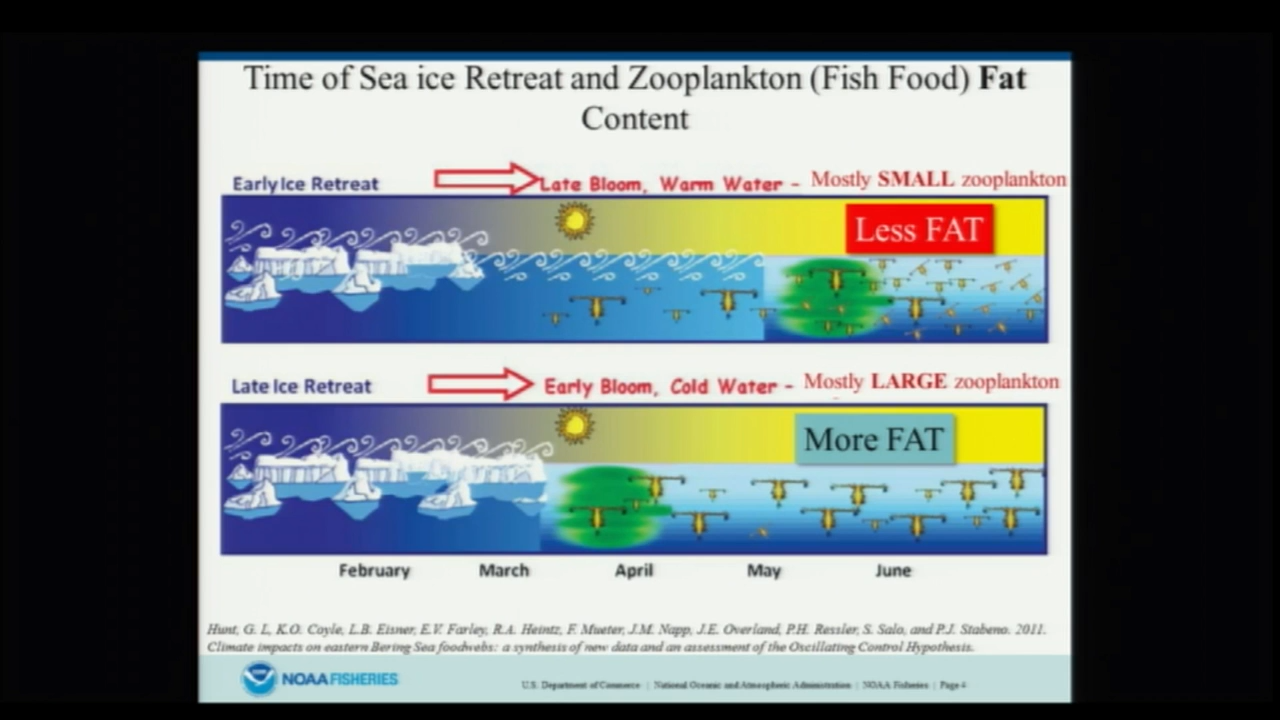 Time of Sea ice Retreat and Zooplankton (Fish Food) Fat
Content
Early Ice Retreat
Late Bloom, Warm Water - Mostly SMALL zooplankton
Less FAT
Late Ice Retreat
Early Bloom, Cold Water - Mostly LARGE zooplankton
More FAT
February March April May June
Hunt, G. L, K.O. Coyle, L.B. Eisner, E.V. Farley, R.A. Heintz, F. Mueter, J.M. Napp, J.E. Overland, P.H. Ressler, S. Salo, and P.J. Stabeno. 2011.
Climate impacts on eastern Bering Sea foodwebs: a synthesis of new data and an assessment of the Oscillating Control Hypothesis.
NOAA FISHERIES
U.S. Department of Commerce | National Oceanic and Atmospheric Administration | NOAA Fisheries | Page 4